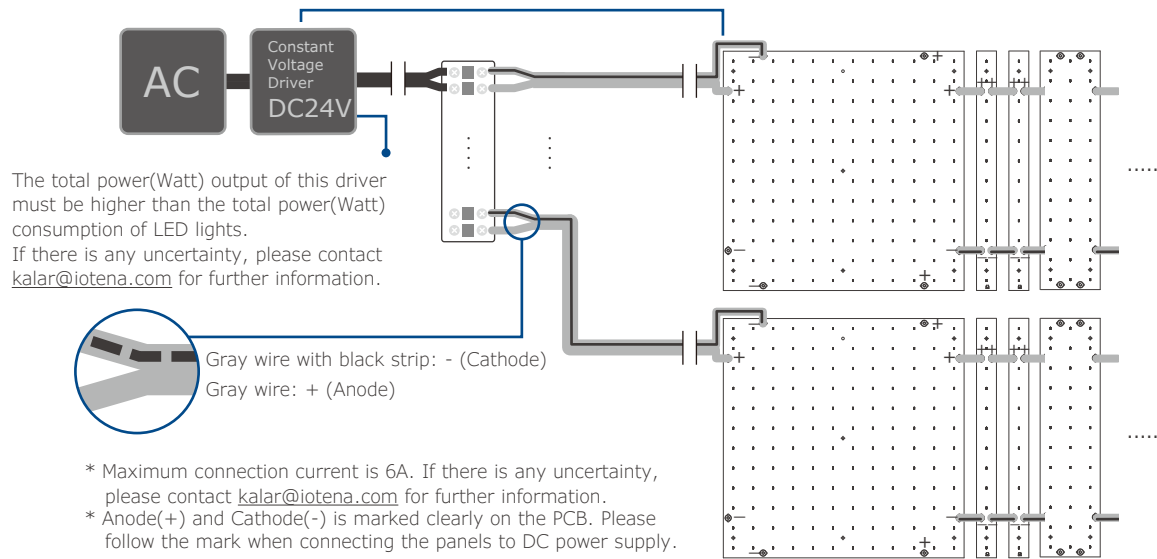 AC
Constant
Voltage
Driver
DC24V
The total power(Watt) output of this driver
must be higher than the total power(Watt)
consumption of LED lights.
If there is any uncertainty, please contact
kalar@iotena.com for further information.
Gray wire with black strip: - (Cathode)
Gray wire: + (Anode)
* Maximum connection current is 6A. If there is any uncertainty,
please contact kalar@iotena.com for further information.
* Anode(+) and Cathode(-) is marked clearly on the PCB. Please
follow the mark when connecting the panels to DC power supply.